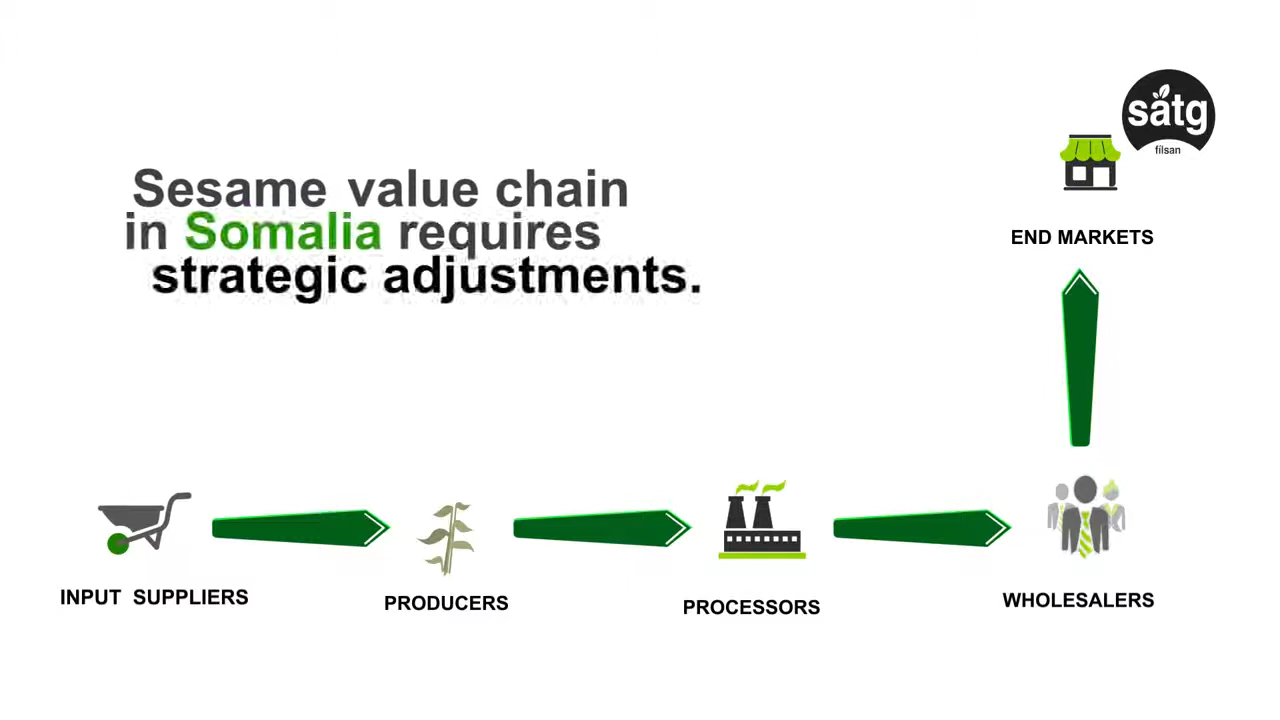 satg
filsan
Sesame value chain
in Somalia requires
strategic adjustments.
END MARKETS
INPUT SUPPLIERS
PRODUCERS
PROCESSORS
WHOLESALERS